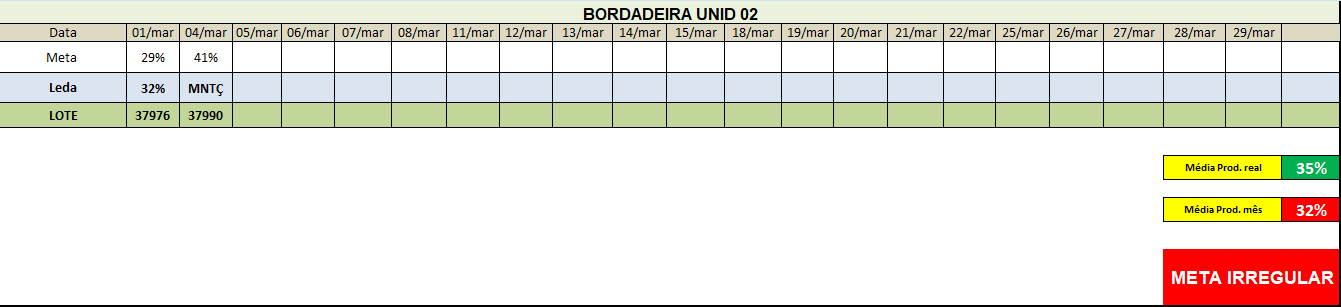 BORDADEIRA UNID 02
Data 01/mar 04/mar 05/mar 06/mar 07/mar 08/mar 11/mar 12/mar 13/mar 14/mar 15/mar 18/mar 19/mar 20/mar 21/mar 22/mar 25/mar 26/mar 27/mar 28/mar 29/mar
Meta 29% 41%
Leda 32% MNTÇ
LOTE 37976 37990
Média Prod. real 35%
Média Prod. mês 32%
META IRREGULAR